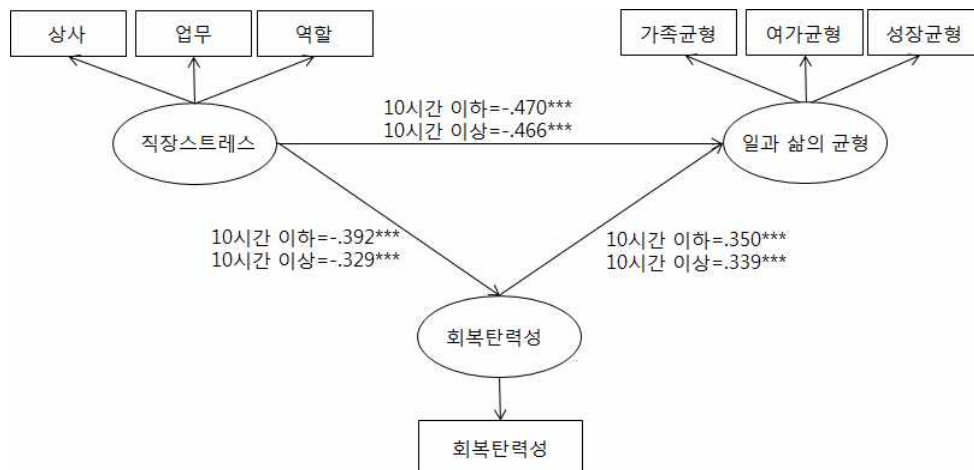 상사
업무
역할
가족균형
여가균형
성장균형
10시간 이하=-.470***
10시간 이상=-.466***
직장스트레스
일과 삶의 균형
10시간 이하=-.392***
10시간 이상=-.329***
10시간 이하=.350***
10시간 이상=.339***
회복탄력성
회복탄력성